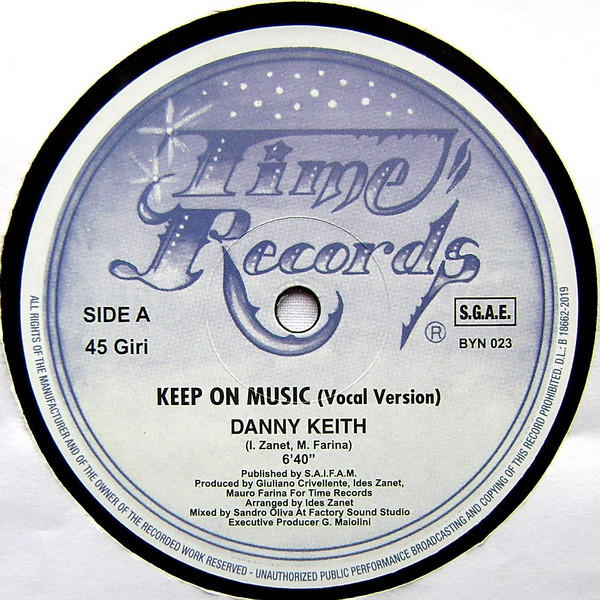 Time
Records
®
SIDE A
45 Giri
S.G.A.E.
BYN 023
KEEP ON MUSIC (Vocal Version)
DANNY KEITH
(I. Zanet, M. Farina)
6'40"
Published by S.A.I.F.A.M.
Produced by Giuliano Crivellente, Ides Zanet,
Mauro Farina For Time Records
Arranged by Ides Zanet
Mixed by Sandro Oliva At Factory Sound Studio
Executive Producer G. Maiolini
ALL RIGHTS OF THE MANUFACTURER AND OF THE OWNER OF THE RECORDED WORK RESERVED - UNAUTHORIZED PUBLIC PERFORMANCE BROADCASTING AND COPYING OF THIS RECORD PROHIBITED. D.L.: B 18662-2019